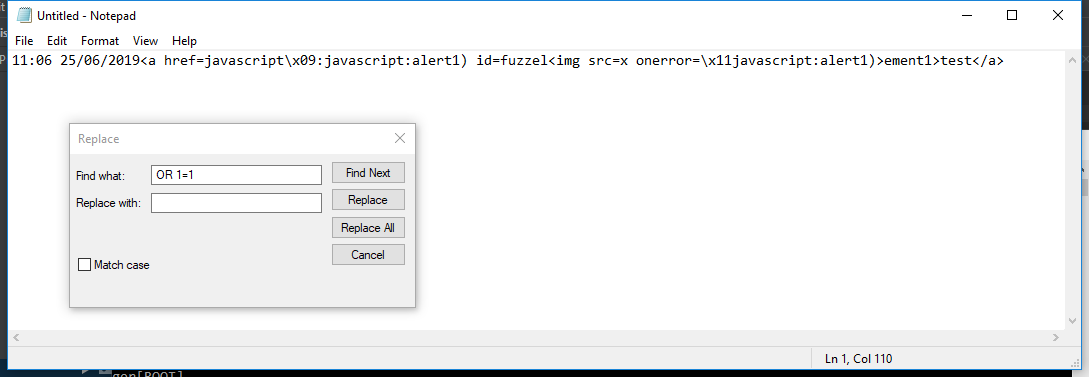 Untitled - Notepad
File Edit Format View Help
11:06 25/06/2019<a href=javascript\x09:javascript:alert1) id=fuzzel<img src=x onerror=\x11javascript:alert1)>ement1>test</a>
Replace
Find what: OR 1=1 Find Next
Replace with: Replace
Replace All
Cancel
Match case
Ln 1, Col 110
gen[ROOT]